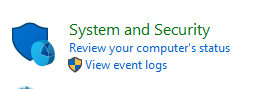 System and Security
Review your computer's status
View event logs